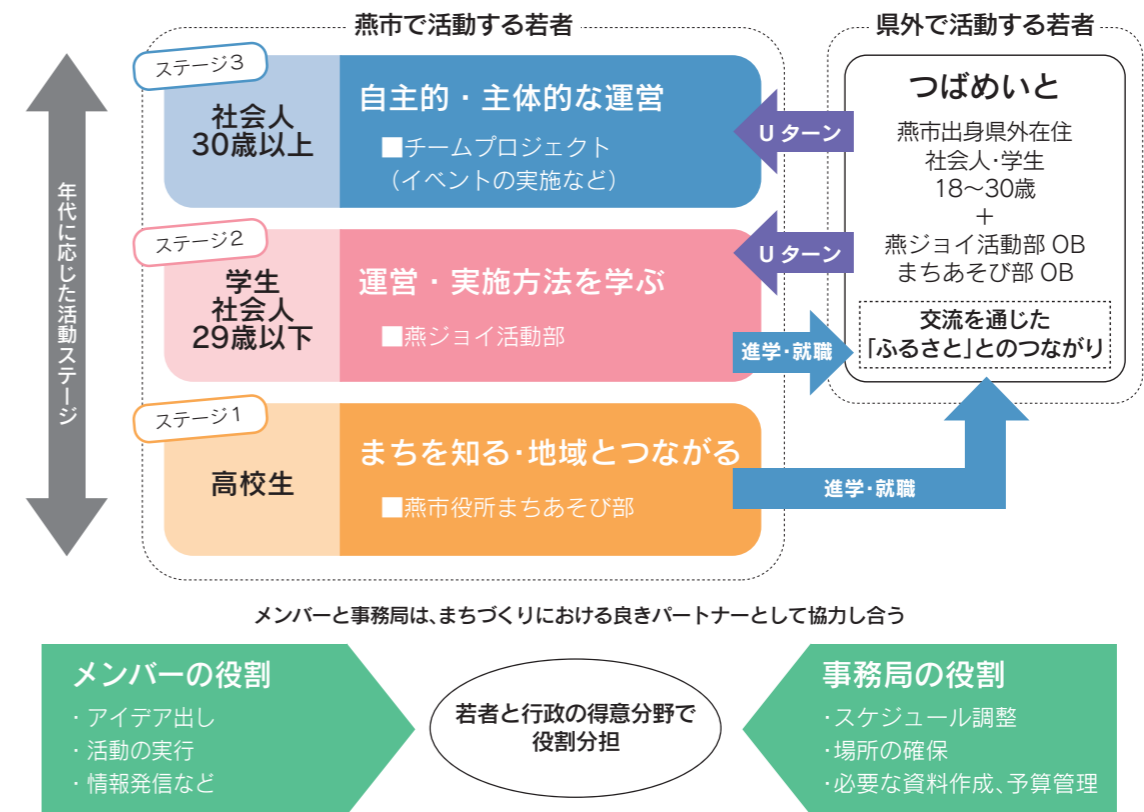 燕市で活動する若者
県外で活動する若者
年代に応じた活動ステージ
ステージ3
社会人
30歳以上
自主的・主体的な運営
■チームプロジェクト
（イベントの実施など）
Uターン
ステージ2
学生
社会人
29歳以下
運営・実施方法を学ぶ
■燕ジョイ活動部
Uターン
進学・就職
ステージ1
高校生
まちを知る・地域とつながる
■燕市役所まちあそび部
進学・就職
つばめいと
燕市出身県外在住
社会人・学生
18〜30歳
＋
燕ジョイ活動部 OB
まちあそび部 OB
交流を通じた
「ふるさと」とのつながり
メンバーと事務局は、まちづくりにおける良きパートナーとして協力し合う
メンバーの役割
・アイデア出し
・活動の実行
・情報発信など
若者と行政の得意分野で
役割分担
事務局の役割
・スケジュール調整
・場所の確保
・必要な資料作成、予算管理